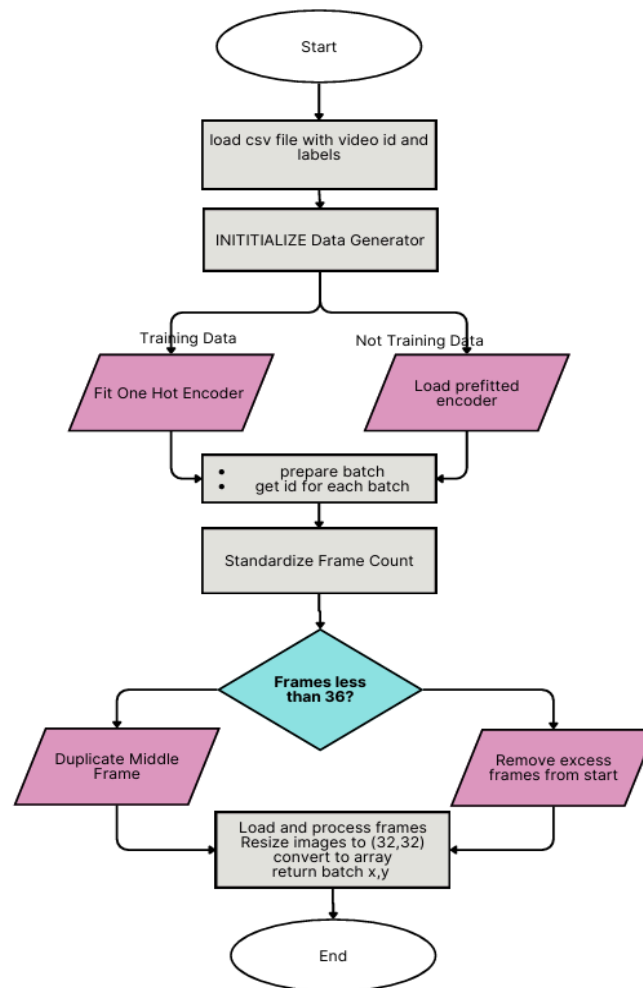 Start
load csv file with video id and
labels
INITITIALIZE Data Generator
Training Data
Not Training Data
Fit One Hot Encoder
Load prefitted
encoder
• prepare batch
• get id for each batch
Standardize Frame Count
Frames less
than 36?
Duplicate Middle
Frame
Remove excess
frames from start
Load and process frames
Resize images to (32,32)
convert to array
return batch x,y
End